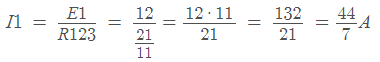 I1 = E1/R123 = 12/(21/11) = 12 · 11/21 = 132/21 = 44/7 A